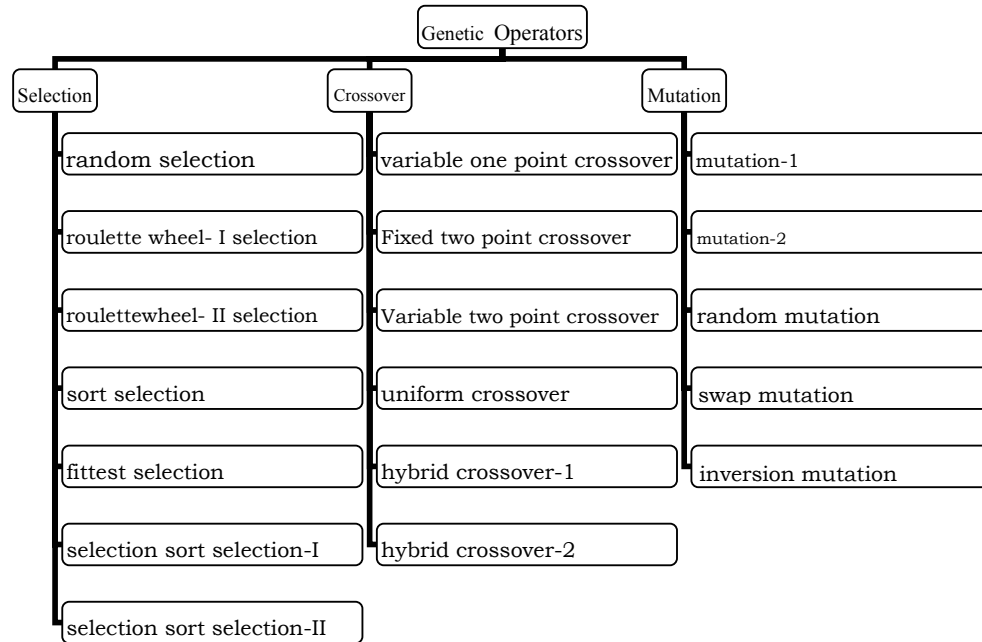 Genetic Operators
Selection
Crossover
Mutation
random selection
roulette wheel- I selection
roulettewheel- II selection
sort selection
fittest selection
selection sort selection-I
selection sort selection-II
variable one point crossover
Fixed two point crossover
Variable two point crossover
uniform crossover
hybrid crossover-1
hybrid crossover-2
mutation-1
mutation-2
random mutation
swap mutation
inversion mutation